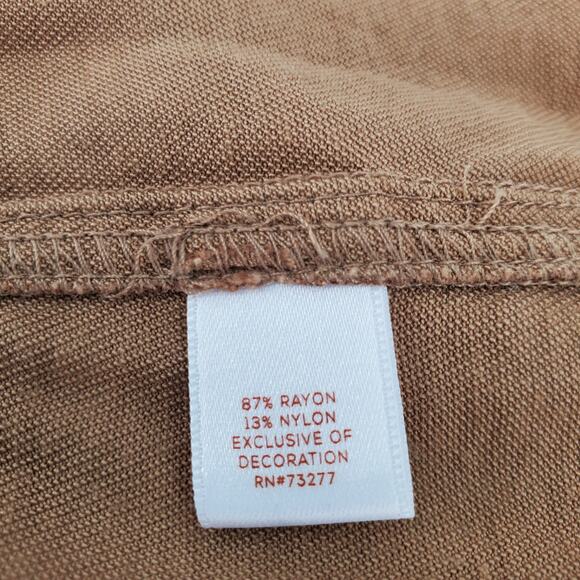 87% RAYON
13% NYLON
EXCLUSIVE OF
DECORATION
RN#73277